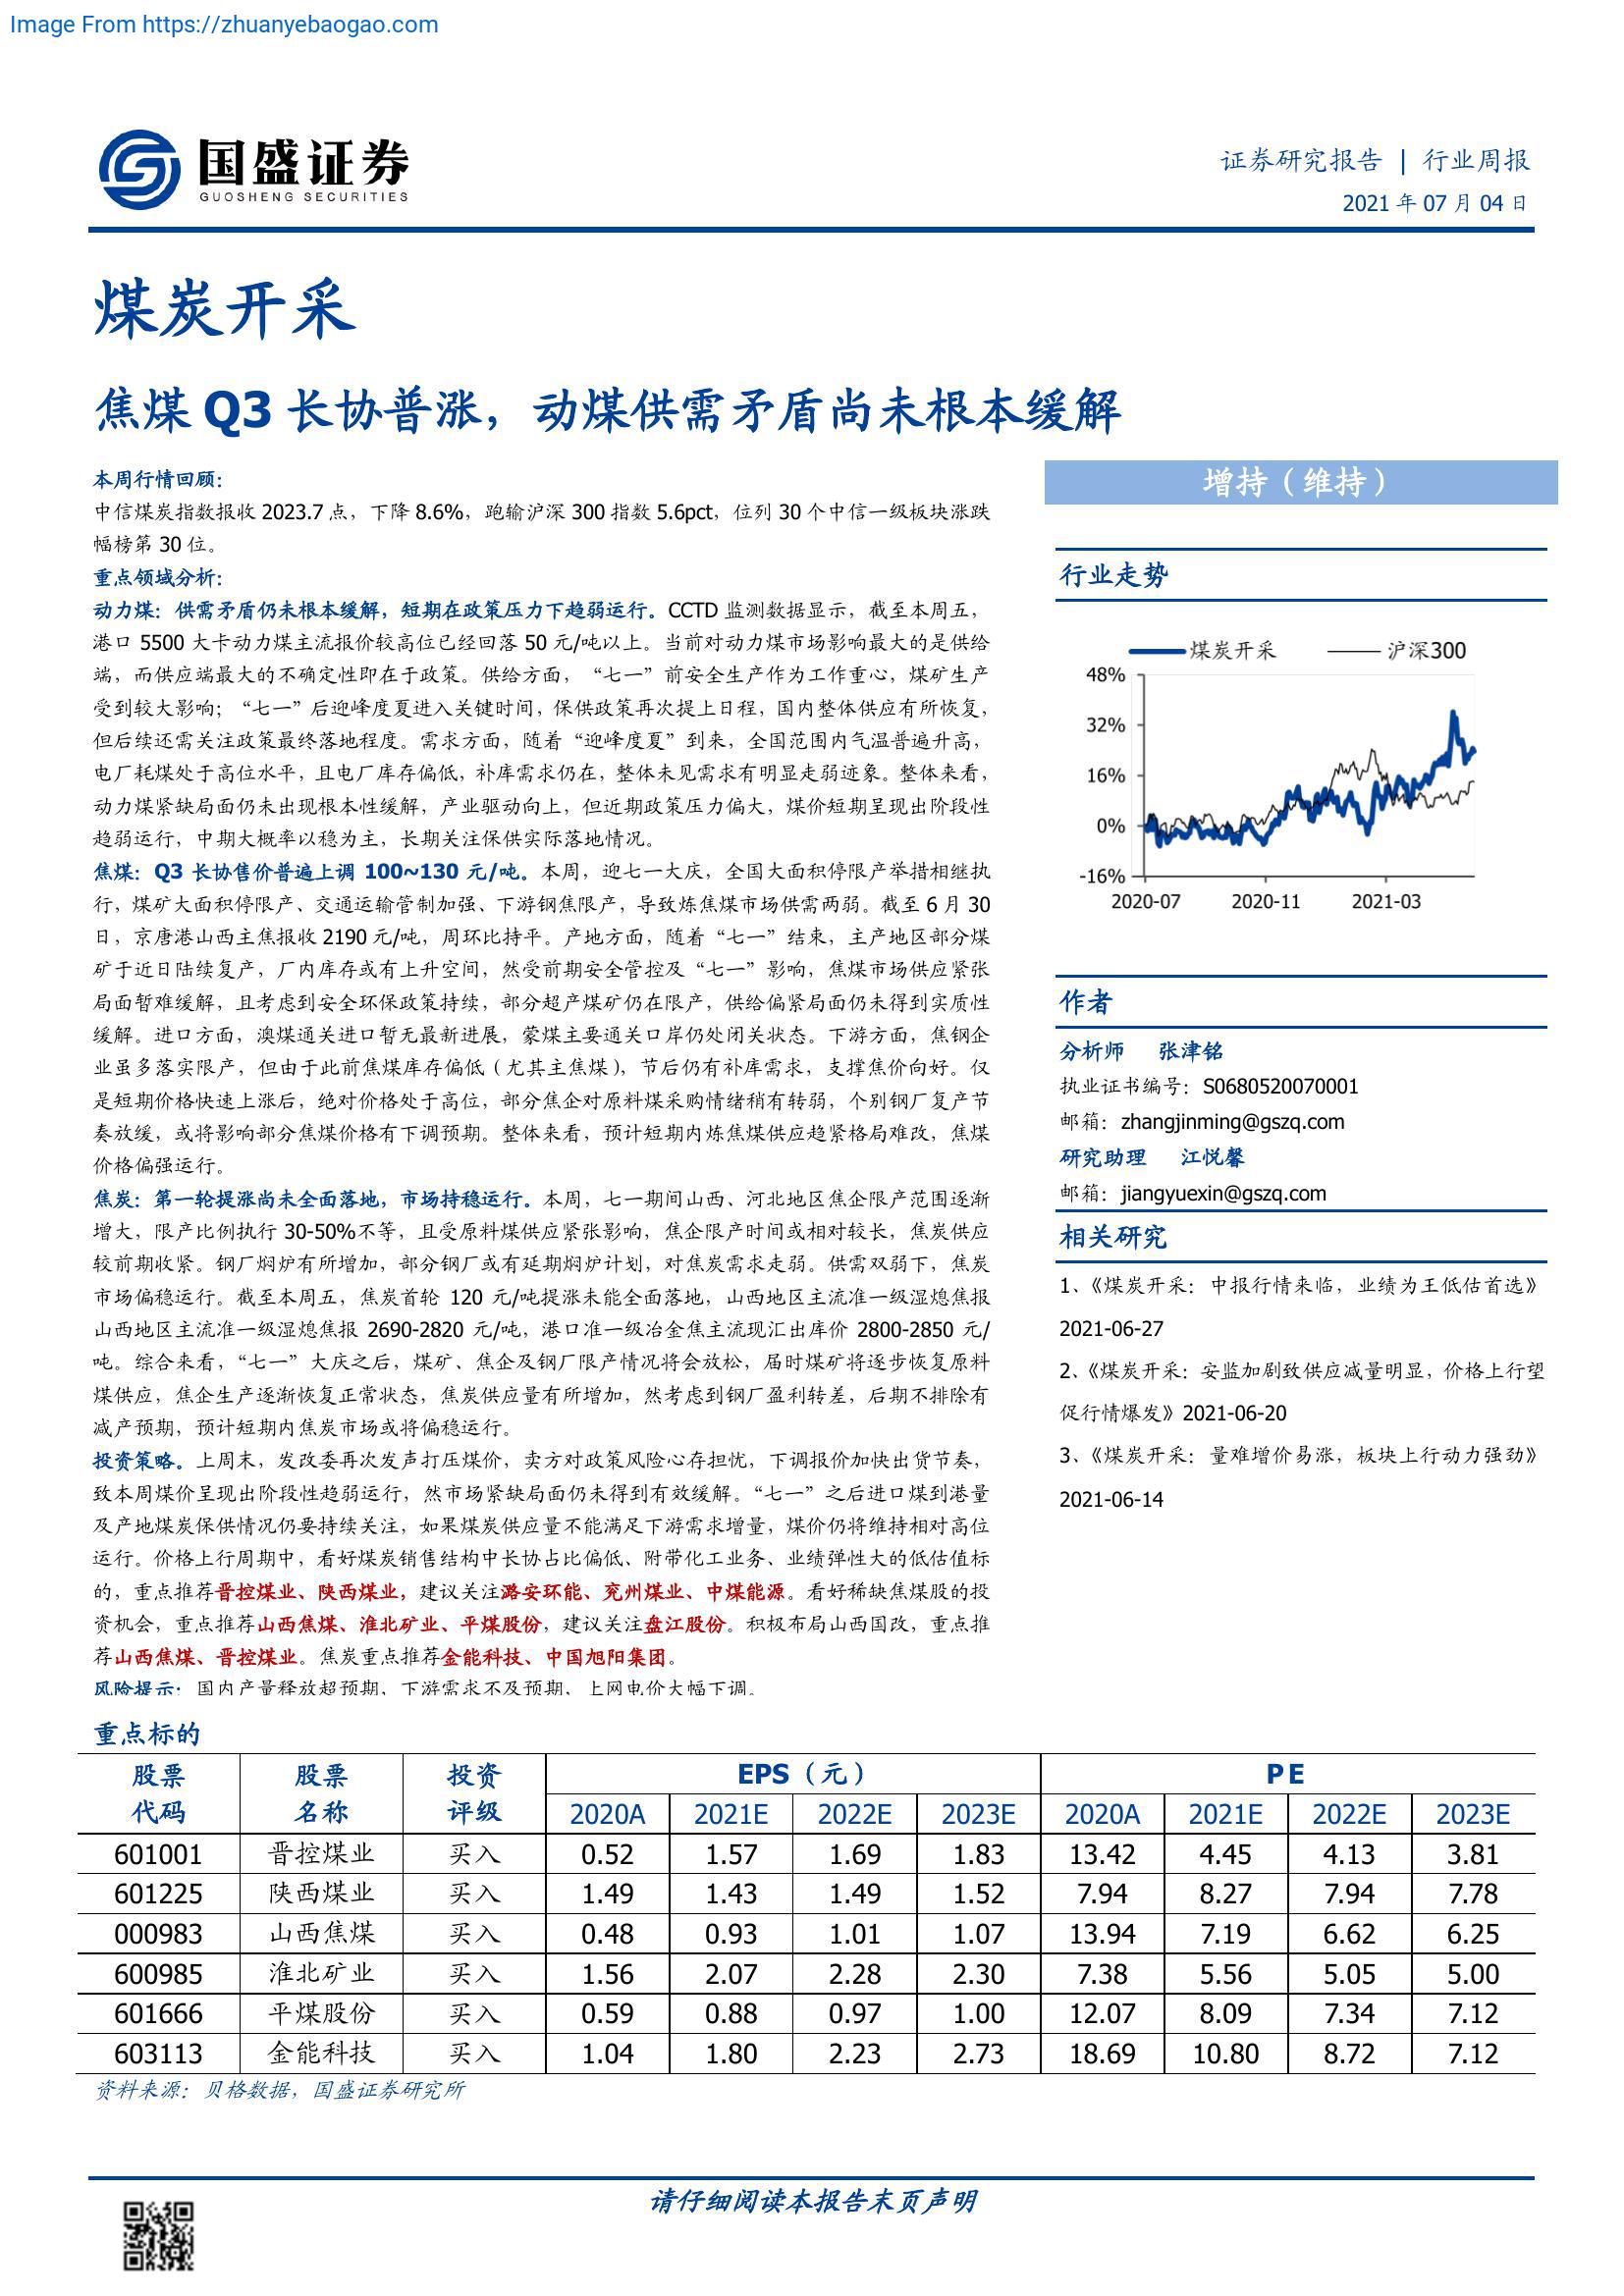 Image From https://zhuanyebaogao.com
国盛证券
GUOSHENG SECURITIES
证券研究报告 | 行业周报
2021 年 07 月 04 日
煤炭开采
焦煤 Q3 长协普涨，动煤供需矛盾尚未根本缓解
本周行情回顾：
中信煤炭指数报收 2023.7 点，下降 8.6%，跑输沪深 300 指数 5.6pct，位列 30 个中信一级板块涨跌
幅榜第 30 位。
重点领域分析：
动力煤：供需矛盾仍未根本缓解，短期在政策压力下趋弱运行。CCTD 监测数据显示，截至本周五，
港口 5500 大卡动力煤主流报价较高位已经回落 50 元/吨以上。当前对动力煤市场影响最大的是供给
端，而供应端最大的不确定性即在于政策。供给方面，“七一”前安全生产作为工作重心，煤矿生产
受到较大影响；“七一”后迎峰度夏进入关键时间，保供政策再次提上日程，国内整体供应有所恢复，
但后续还需关注政策最终落地程度。需求方面，随着“迎峰度夏”到来，全国范围内气温普遍升高，
电厂耗煤处于高位水平，且电厂库存偏低，补库需求仍在，整体未见需求有明显走弱迹象。整体来看，
动力煤紧缺局面仍未出现根本性缓解，产业驱动向上，但近期政策压力偏大，煤价短期呈现出阶段性
趋弱运行，中期大概率以稳为主，长期关注保供实际落地情况。
焦煤：Q3 长协售价普遍上调 100~130 元/吨。本周，迎七一大庆，全国大面积停限产举措相继执
行，煤矿大面积停限产、交通运输管制加强、下游钢焦限产，导致炼焦煤市场供需两弱。截至 6 月 30
日，京唐港山西主焦报收 2190 元/吨，周环比持平。产地方面，随着“七一”结束，主产地区部分煤
矿于近日陆续复产，厂内库存或有上升空间，然受前期安全管控及“七一”影响，焦煤市场供应紧张
局面暂难缓解，且考虑到安全环保政策持续，部分超产煤矿仍在限产，供给偏紧局面仍未得到实质性
缓解。进口方面，澳煤通关进口暂无最新进展，蒙煤主要通关口岸仍处闭关状态。下游方面，焦钢企
业虽多落实限产，但由于此前焦煤库存偏低（尤其主焦煤），节后仍有补库需求，支撑焦价向好。仅
是短期价格快速上涨后，绝对价格处于高位，部分焦企对原料煤采购情绪稍有转弱，个别钢厂复产节
奏放缓，或将影响部分焦煤价格有下调预期。整体来看，预计短期内炼焦煤供应趋紧格局难改，焦煤
价格偏强运行。
焦炭：第一轮提涨尚未全面落地，市场持稳运行。本周，七一期间山西、河北地区焦企限产范围逐渐
增大，限产比例执行 30-50%不等，且受原料煤供应紧张影响，焦企限产时间或相对较长，焦炭供应
较前期收紧。钢厂焖炉有所增加，部分钢厂或有延期焖炉计划，对焦炭需求走弱。供需双弱下，焦炭
市场偏稳运行。截至本周五，焦炭首轮 120 元/吨提涨未能全面落地，山西地区主流准一级湿熄焦报
山西地区主流准一级湿熄焦报 2690-2820 元/吨，港口准一级冶金焦主流现汇出库价 2800-2850 元/
吨。综合来看，“七一”大庆之后，煤矿、焦企及钢厂限产情况将会放松，届时煤矿将逐步恢复原料
煤供应，焦企生产逐渐恢复正常状态，焦炭供应量有所增加，然考虑到钢厂盈利转差，后期不排除有
减产预期，预计短期内焦炭市场或将偏稳运行。
投资策略。上周末，发改委再次发声打压煤价，卖方对政策风险心存担忧，下调报价加快出货节奏，
致本周煤价呈现出阶段性趋弱运行，然市场紧缺局面仍未得到有效缓解。“七一”之后进口煤到港量
及产地煤炭保供情况仍要持续关注，如果煤炭供应量不能满足下游需求增量，煤价仍将维持相对高位
运行。价格上行周期中，看好煤炭销售结构中长协占比偏低、附带化工业务、业绩弹性大的低估值标
的，重点推荐晋控煤业、陕西煤业，建议关注潞安环能、兖州煤业、中煤能源。看好稀缺焦煤股的投
资机会，重点推荐山西焦煤、淮北矿业、平煤股份，建议关注盘江股份。积极布局山西国改，重点推
荐山西焦煤、晋控煤业。焦炭重点推荐金能科技、中国旭阳集团。
风险提示：国内产量释放超预期，下游需求不及预期，上网电价大幅下调。
增持（维持）
行业走势
煤炭开采 沪深300
48%
32%
16%
0%
-16%
2020-07 2020-11 2021-03
作者
分析师 张津铭
执业证书编号：S0680520070001
邮箱：zhangjinming@gszq.com
研究助理 江悦馨
邮箱：jiangyuexin@gszq.com
相关研究
1、《煤炭开采：中报行情来临，业绩为王低估首选》
2021-06-27
2、《煤炭开采：安监加剧致供应减量明显，价格上行望
促行情爆发》2021-06-20
3、《煤炭开采：量难增价易涨，板块上行动力强劲》
2021-06-14
重点标的
股票 股票 投资 EPS（元） P E
代码 名称 评级 2020A 2021E 2022E 2023E 2020A 2021E 2022E 2023E
601001 晋控煤业 买入 0.52 1.57 1.69 1.83 13.42 4.45 4.13 3.81
601225 陕西煤业 买入 1.49 1.43 1.49 1.52 7.94 8.27 7.94 7.78
000983 山西焦煤 买入 0.48 0.93 1.01 1.07 13.94 7.19 6.62 6.25
600985 淮北矿业 买入 1.56 2.07 2.28 2.30 7.38 5.56 5.05 5.00
601666 平煤股份 买入 0.59 0.88 0.97 1.00 12.07 8.09 7.34 7.12
603113 金能科技 买入 1.04 1.80 2.23 2.73 18.69 10.80 8.72 7.12
资料来源：贝格数据，国盛证券研究所
请仔细阅读本报告末页声明